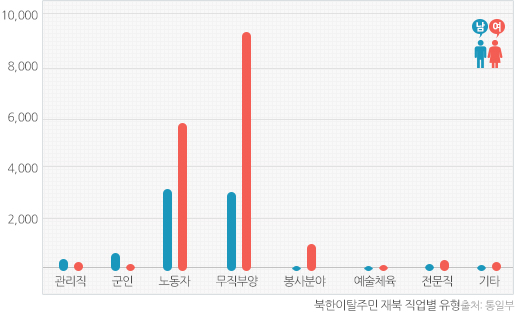 10,000
8,000
6,000
4,000
2,000
남 여
관리직 군인 노동자 무직부양 봉사분야 예술체육 전문직 기타
북한이탈주민 재북 직업별 유형출처: 통일부